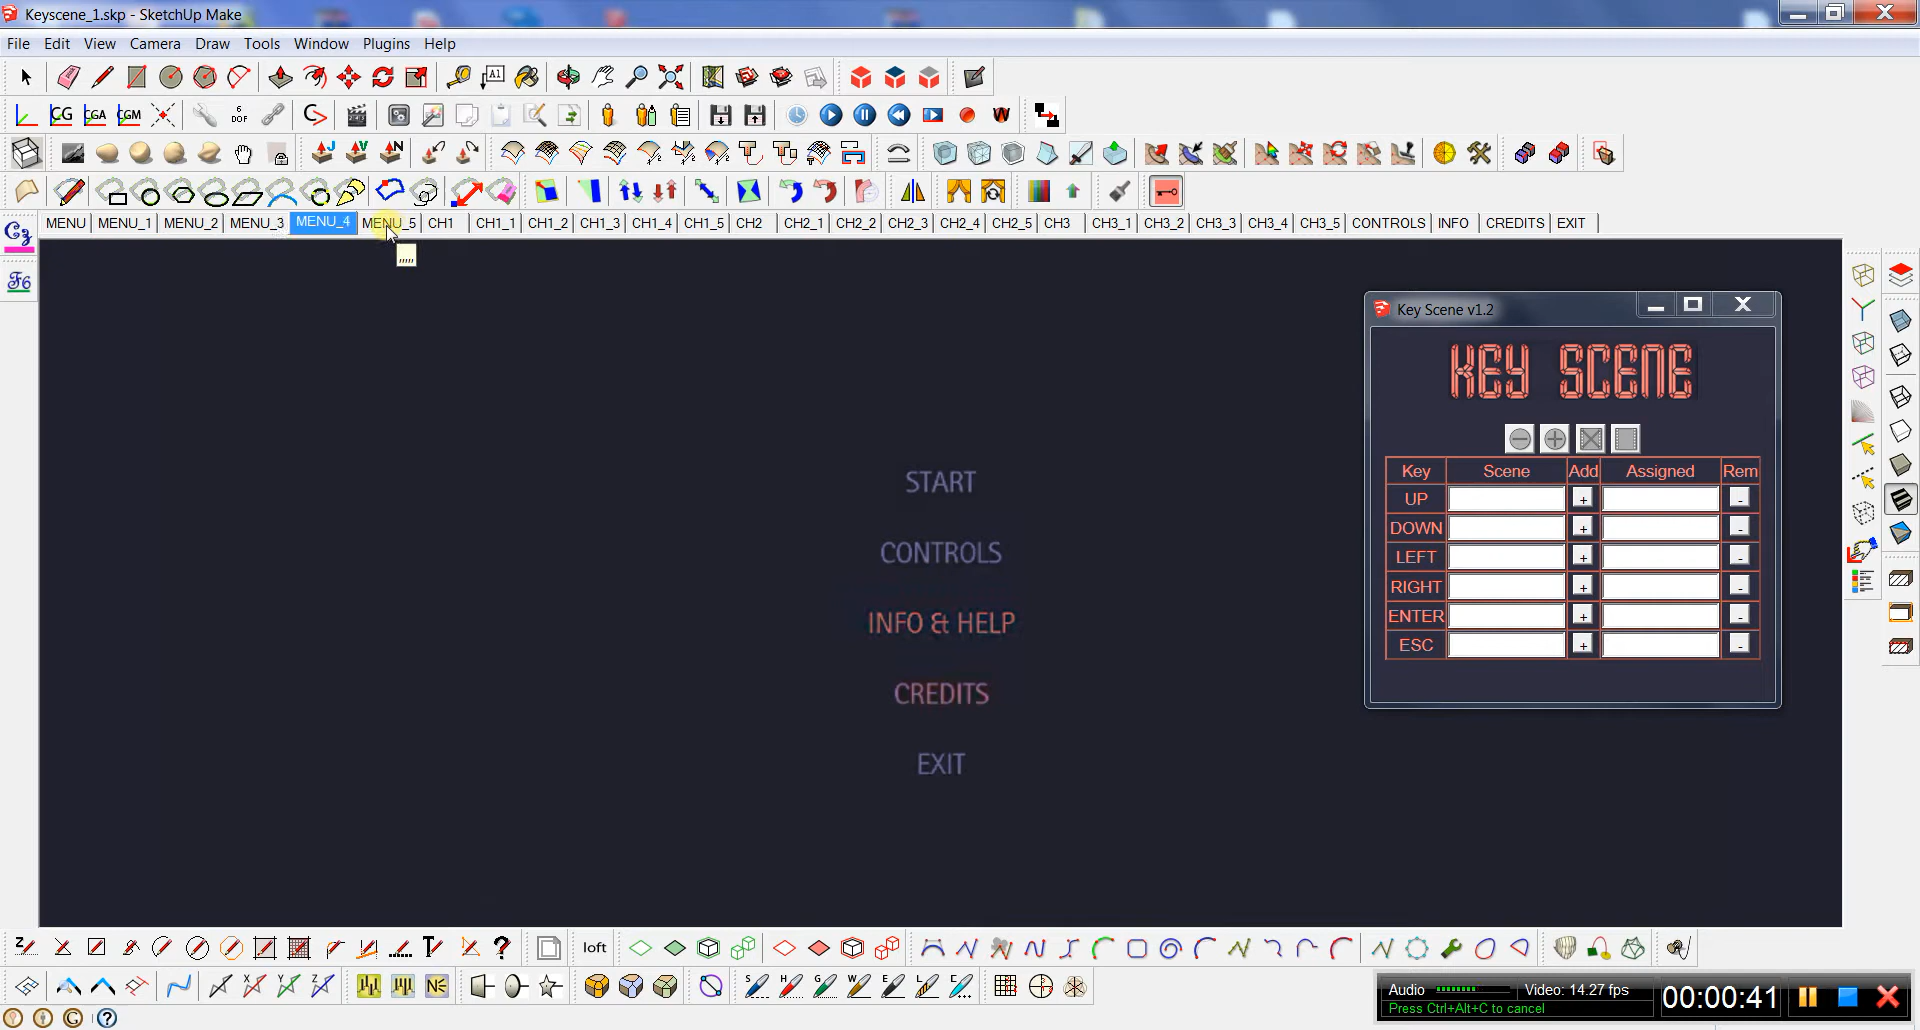 Keyscene_1.skp - SketchUp Make
File Edit View Camera Draw Tools Window Plugins Help
A1
CG CGA CGM 6 DOF W
J V N
MENU MENU_1 MENU_2 MENU_3 MENU_4 MENU_5 CH1 CH1_1 CH1_2 CH1_3 CH1_4 CH1_5 CH2 CH2_1 CH2_2 CH2_3 CH2_4 CH2_5 CH3 CH3_1 CH3_2 CH3_3 CH3_4 CH3_5 CONTROLS INFO CREDITS EXIT
,,,,,
Key Scene v1.2
KEY SCENE
Key Scene Add Assigned Rem
UP + -
DOWN + -
LEFT + -
RIGHT + -
ENTER + -
ESC + -
START
CONTROLS
INFO & HELP
CREDITS
EXIT
loft
Audio Video: 14.27 fps
Press Ctrl+Alt+C to cancel
00:00:41